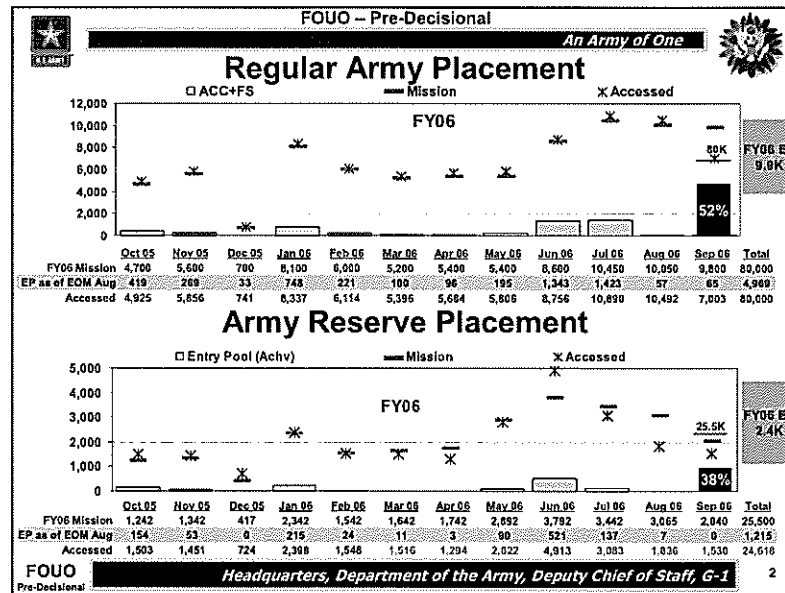 FOUO – Pre-Decisional
An Army of One
Regular Army Placement
ACC+FS Mission Accessed
12,000
10,000
8,000
6,000
4,000
2,000
0
FY06
80K
52%
FY06 E
9.9K
Oct 05 Nov 05 Dec 05 Jan 06 Feb 06 Mar 06 Apr 06 May 06 Jun 06 Jul 06 Aug 06 Sep 06 Total
FY06 Mission 4,700 5,600 700 8,100 6,000 5,200 5,400 5,400 8,600 10,450 10,050 9,800 80,000
EP as of EOM Aug 419 269 33 748 221 100 96 195 1,343 1,423 57 65 4,969
Accessed 4,925 5,856 741 8,337 6,114 5,396 5,684 5,806 8,756 10,890 10,492 7,003 80,000
Army Reserve Placement
Entry Pool (Achv) Mission Accessed
5,000
4,000
3,000
2,000
1,000
0
FY06
25.5K
38%
FY06 E
2.4K
Oct 05 Nov 05 Dec 05 Jan 06 Feb 06 Mar 06 Apr 06 May 06 Jun 06 Jul 06 Aug 06 Sep 06 Total
FY06 Mission 1,242 1,342 417 2,342 1,542 1,642 1,742 2,892 3,792 3,442 3,065 2,040 25,500
EP as of EOM Aug 154 53 0 215 24 11 3 90 521 137 7 0 1,215
Accessed 1,503 1,451 724 2,398 1,548 1,516 1,294 2,822 4,913 3,083 1,836 1,530 24,618
FOUO
Pre-Decisional
Headquarters, Department of the Army, Deputy Chief of Staff, G-1
2